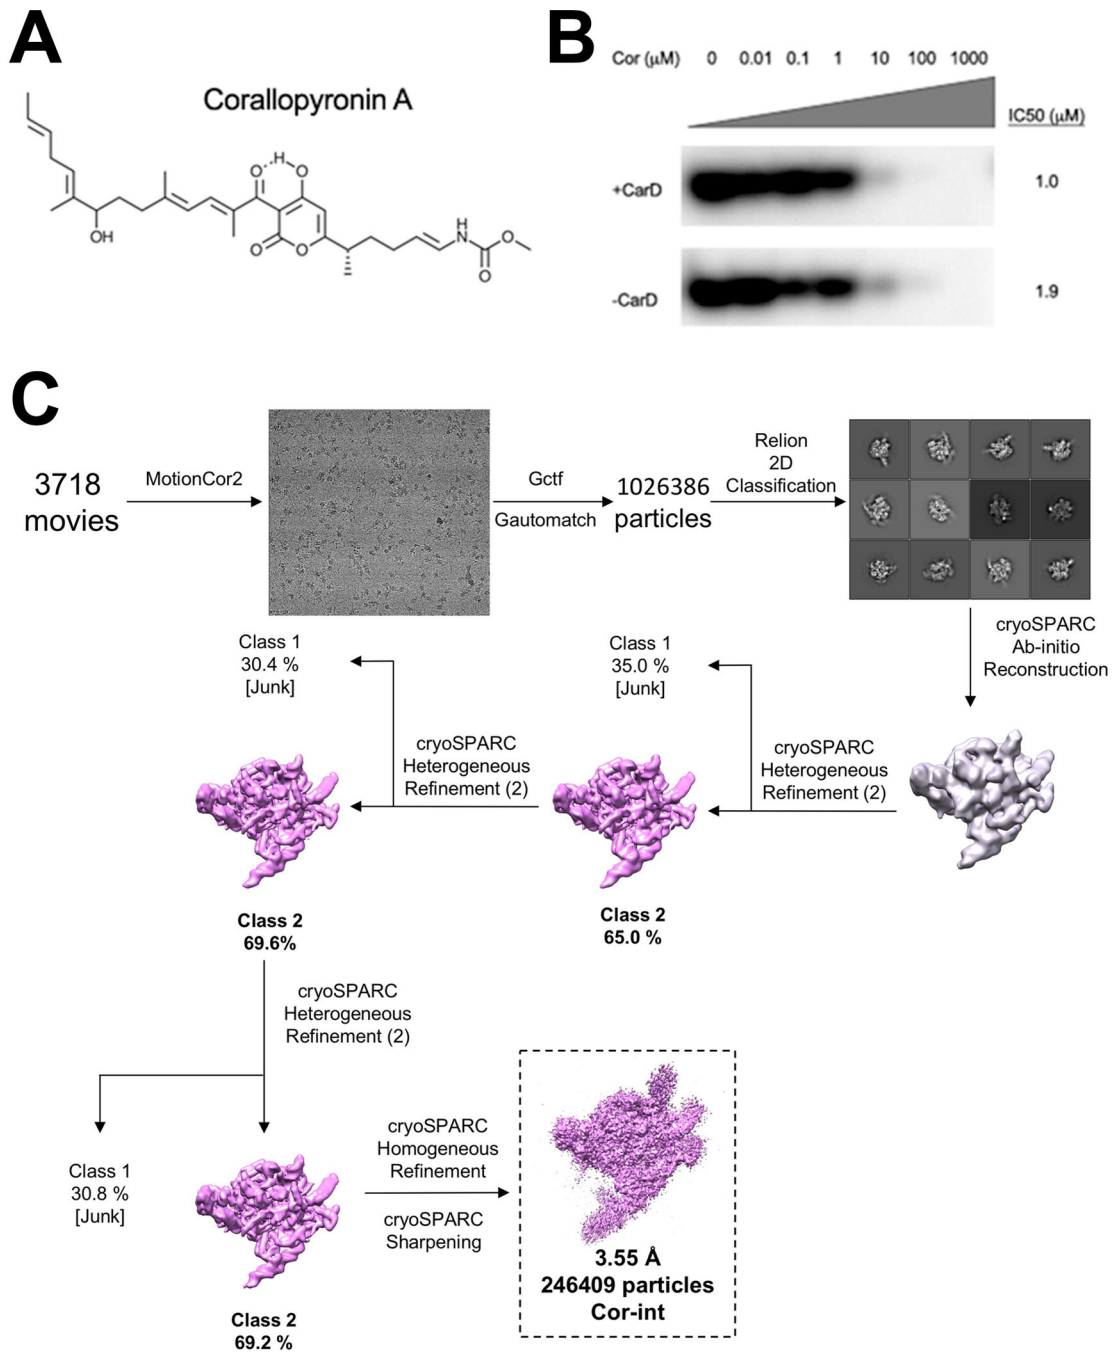 A
Corallopyronin A
H
O
O
H
O
OH
O
O
N
O
O
B
Cor (μM) 0 0.01 0.1 1 10 100 1000
IC50 (μM)
+CarD 1.0
-CarD 1.9
C
3718
movies
MotionCor2
Gctf
Gautomatch
1026386
particles
Relion
2D
Classification
cryoSPARC
Ab-initio
Reconstruction
cryoSPARC
Heterogeneous
Refinement (2)
Class 1
35.0 %
[Junk]
Class 2
65.0 %
cryoSPARC
Heterogeneous
Refinement (2)
Class 1
30.4 %
[Junk]
Class 2
69.6%
cryoSPARC
Heterogeneous
Refinement (2)
Class 1
30.8 %
[Junk]
Class 2
69.2 %
cryoSPARC
Homogeneous
Refinement
cryoSPARC
Sharpening
3.55 Å
246409 particles
Cor-int